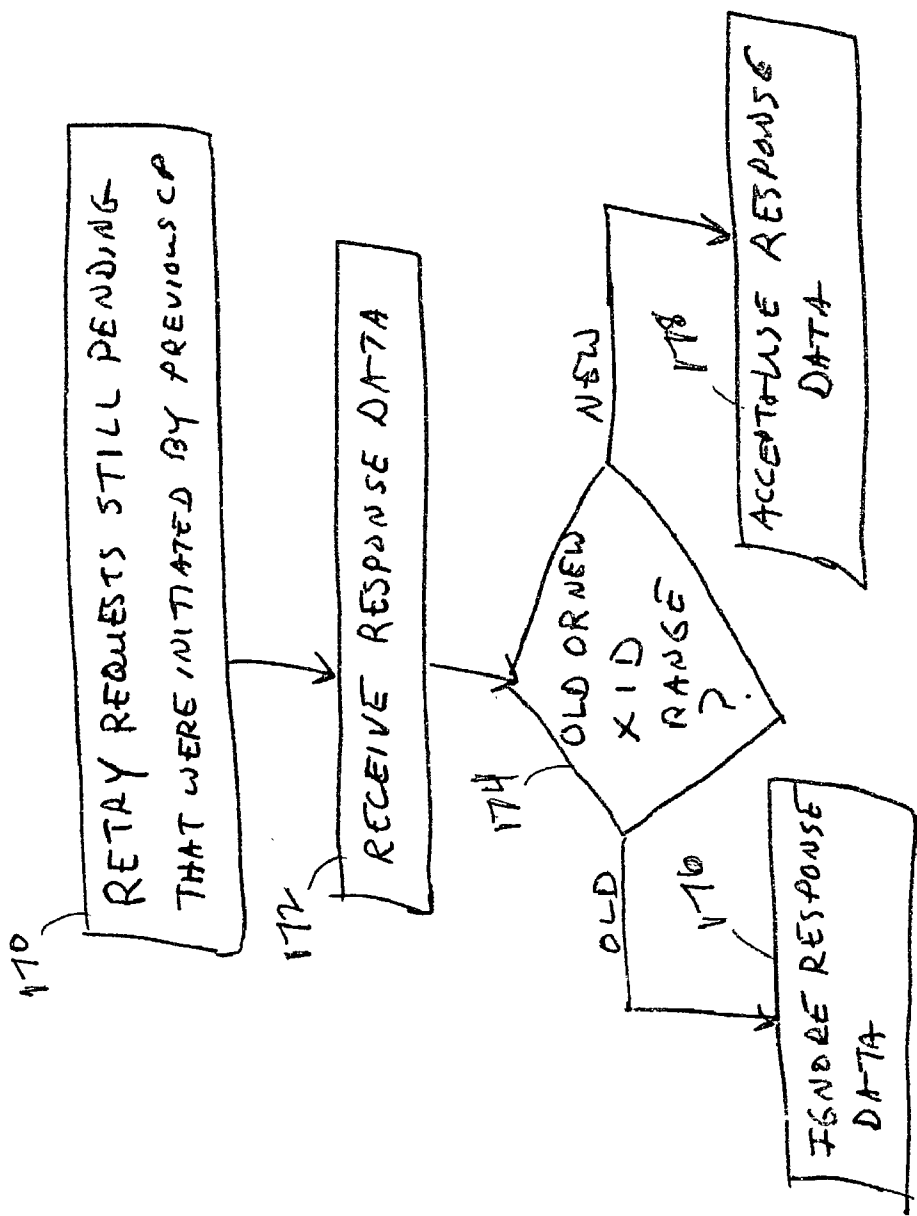 170
RETRY REQUESTS STILL PENDING
THAT WERE INITIATED BY PREVIOUS CP
172
RECEIVE RESPONSE DATA
174
OLD OR NEW
XID
RANGE
?
OLD
NEW
176
178
IGNORE RESPONSE
DATA
ACCEPT/USE RESPONSE
DATA